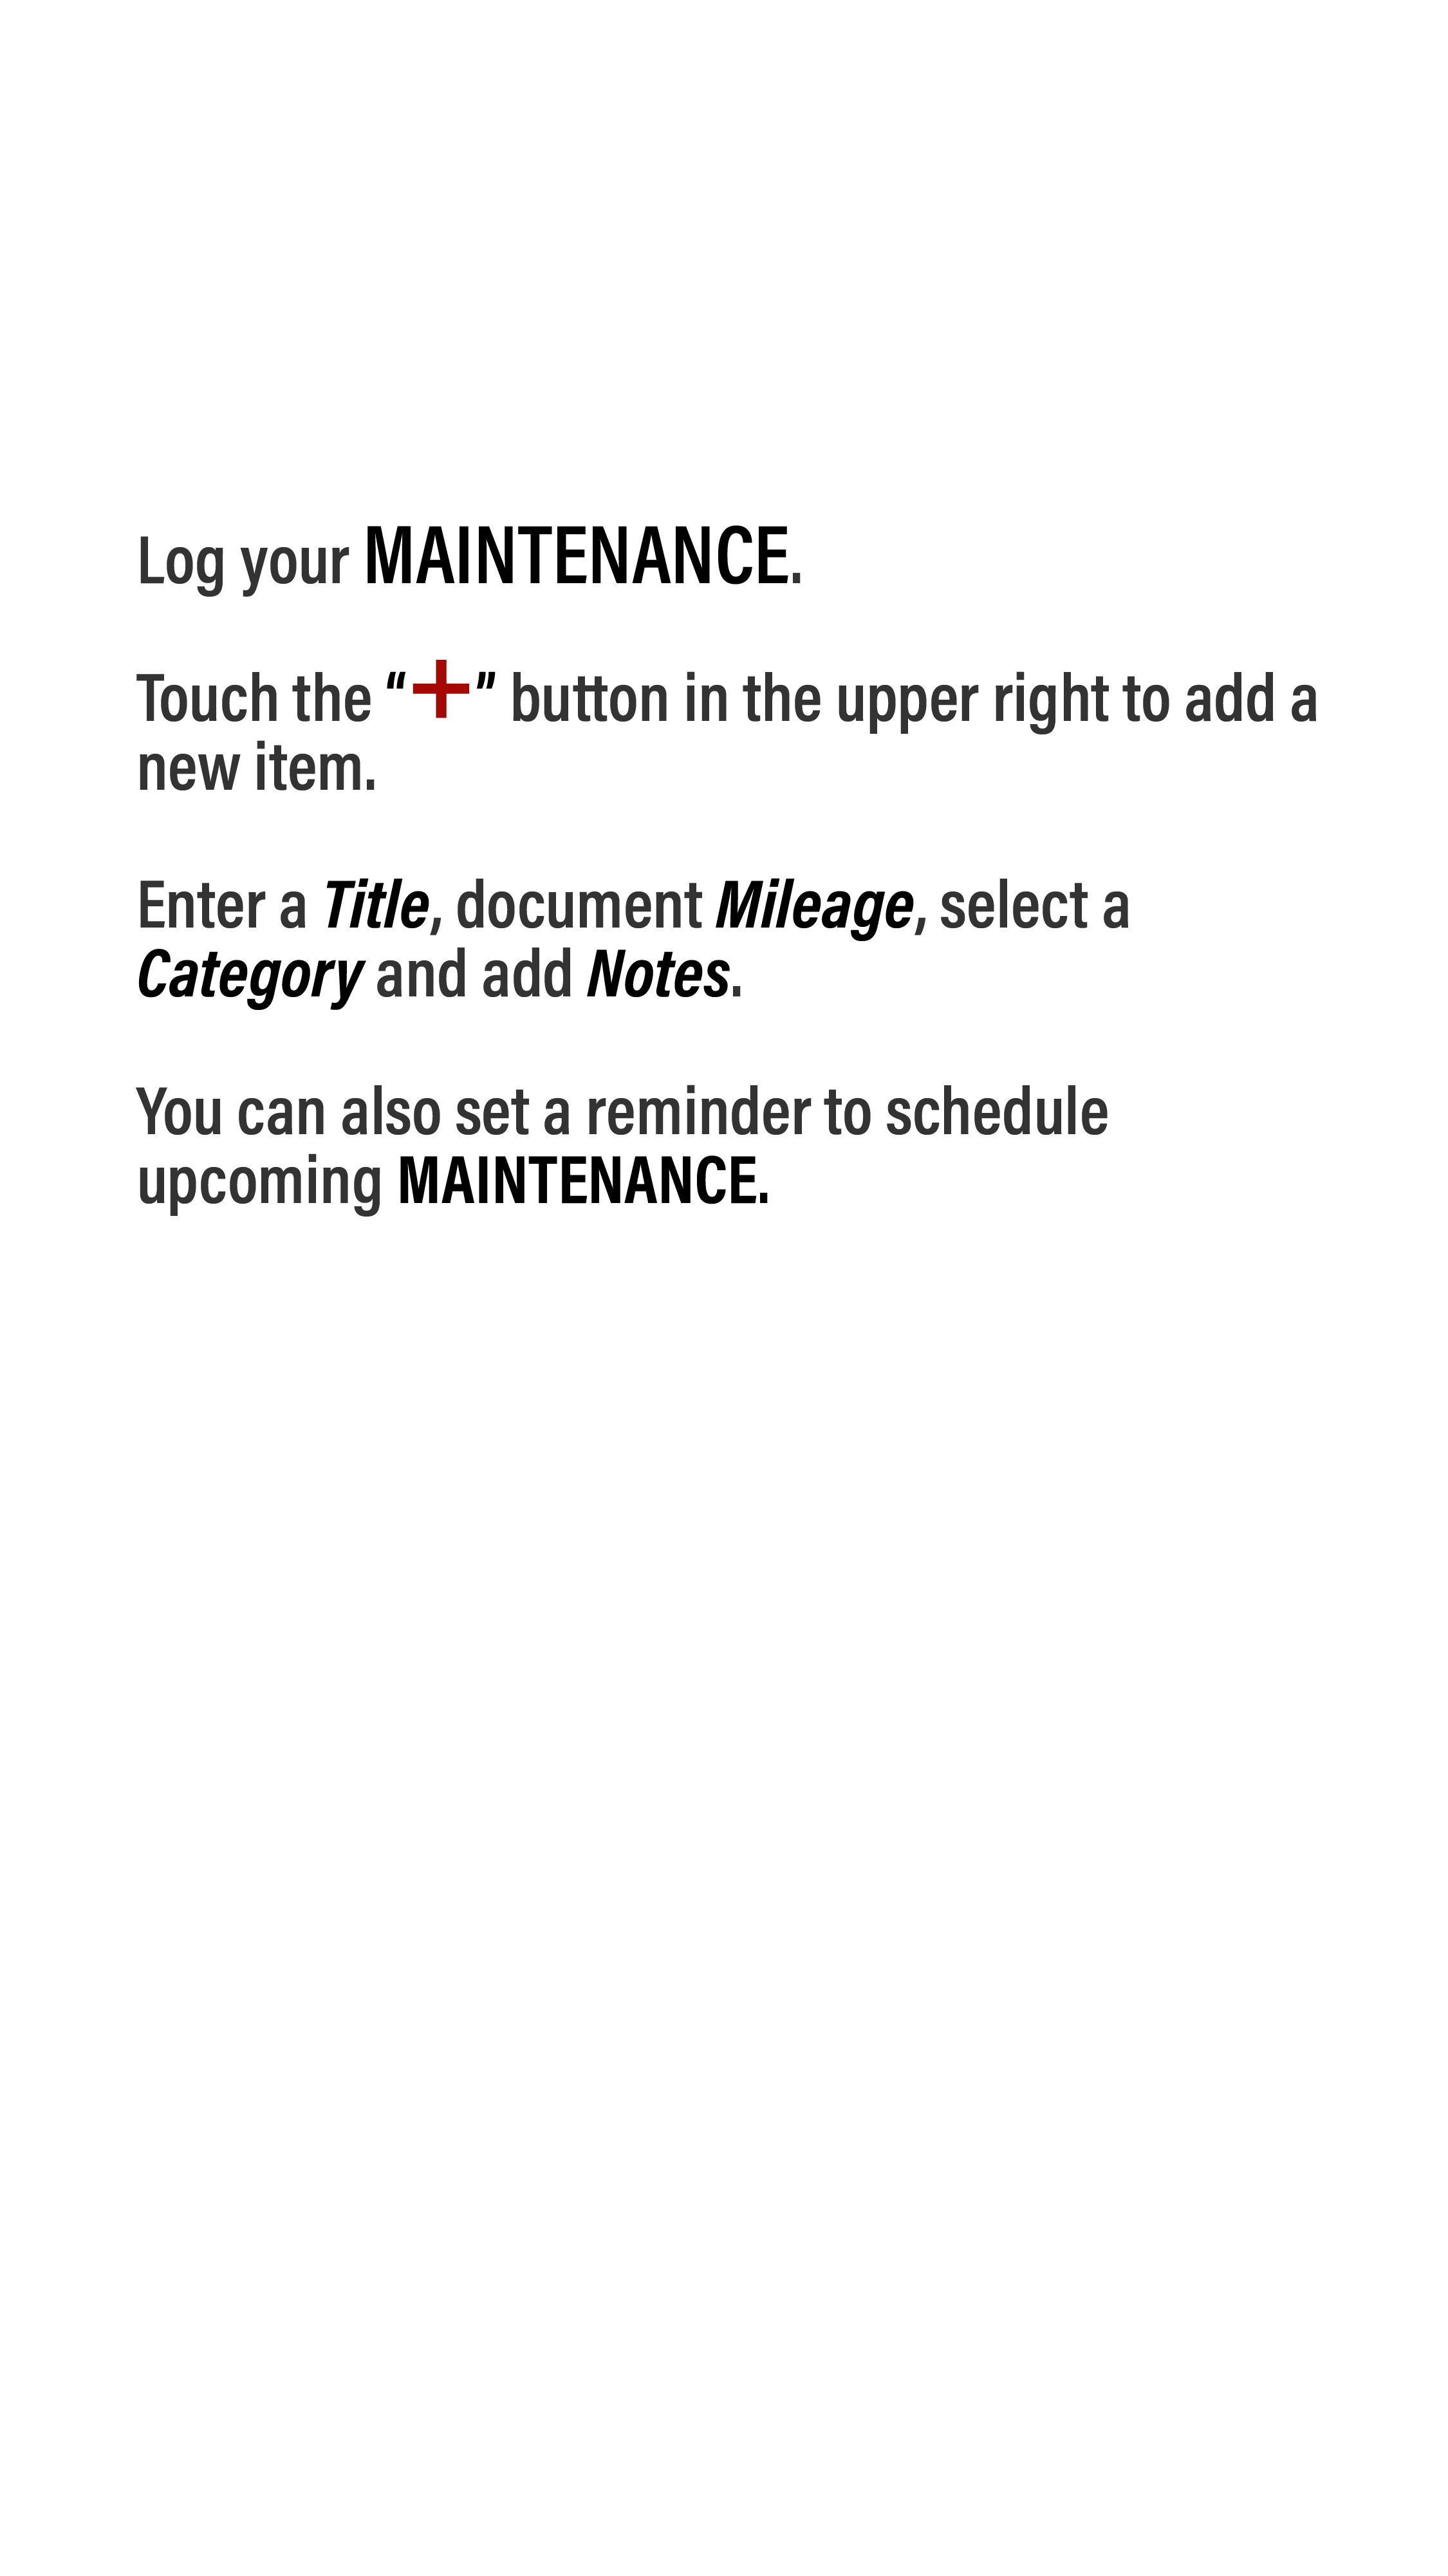 Log your MAINTENANCE.
Touch the “+” button in the upper right to add a
new item.
Enter a Title, document Mileage, select a
Category and add Notes.
You can also set a reminder to schedule
upcoming MAINTENANCE.